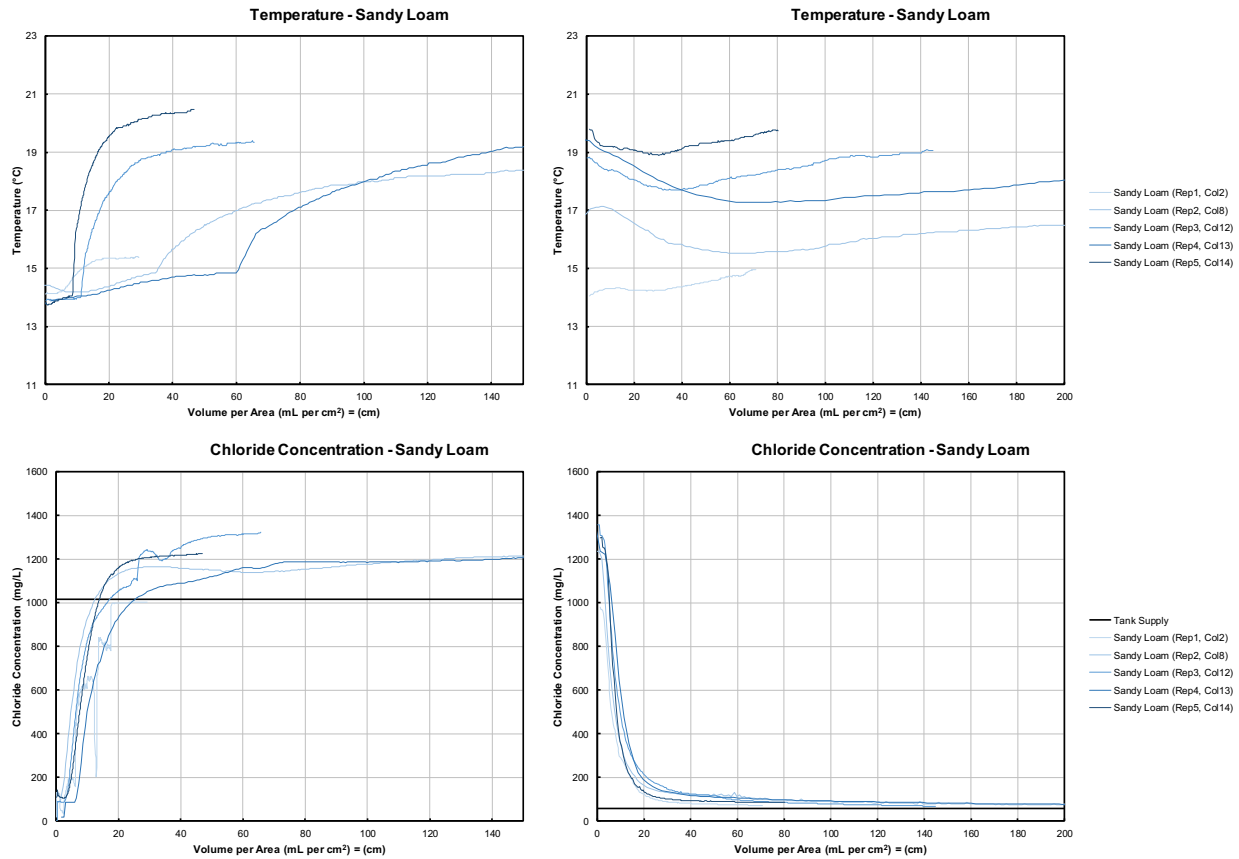 Temperature - Sandy Loam
23
21
19
17
15
13
11
Temperature (°C)
0 20 40 60 80 100 120 140
Volume per Area (mL per cm²) = (cm)
Temperature - Sandy Loam
23
21
19
17
15
13
11
Temperature (°C)
0 20 40 60 80 100 120 140 160 180 200
Volume per Area (mL per cm²) = (cm)
Sandy Loam (Rep1, Col2)
Sandy Loam (Rep2, Col8)
Sandy Loam (Rep3, Col12)
Sandy Loam (Rep4, Col13)
Sandy Loam (Rep5, Col14)
Chloride Concentration - Sandy Loam
1600
1400
1200
1000
800
600
400
200
0
Chloride Concentration (mg/L)
0 20 40 60 80 100 120 140
Volume per Area (mL per cm²) = (cm)
Chloride Concentration - Sandy Loam
1600
1400
1200
1000
800
600
400
200
0
Chloride Concentration (mg/L)
0 20 40 60 80 100 120 140 160 180 200
Volume per Area (mL per cm²) = (cm)
Tank Supply
Sandy Loam (Rep1, Col2)
Sandy Loam (Rep2, Col8)
Sandy Loam (Rep3, Col12)
Sandy Loam (Rep4, Col13)
Sandy Loam (Rep5, Col14)